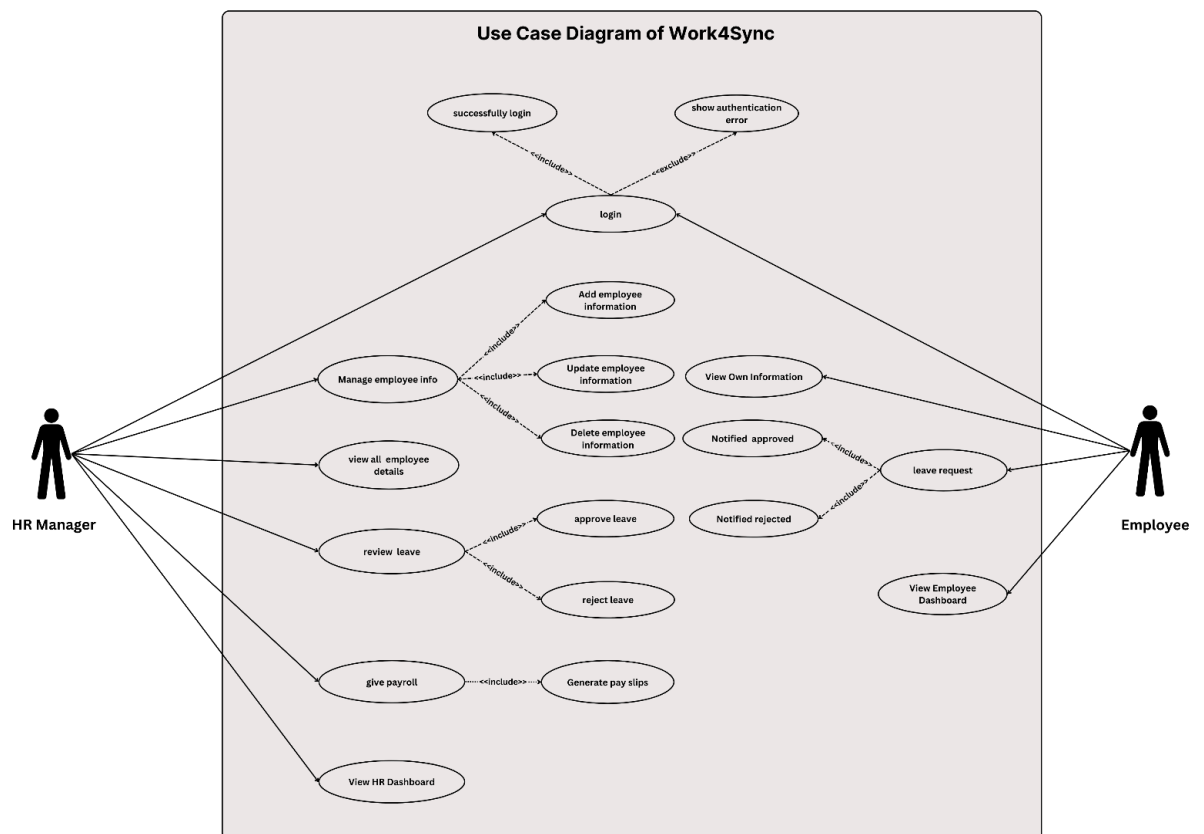 Use Case Diagram of Work4Sync
successfully login
show authentication
error
<<include>>
<<exclude>>
login
Add employee
information
<<include>>
Manage employee info
<<include>>
Update employee
information
View Own Information
<<include>>
Delete employee
information
Notified approved
<<include>>
view all employee
details
leave request
<<include>>
HR Manager
Employee
approve leave
Notified rejected
<<include>>
review leave
<<include>>
reject leave
View Employee
Dashboard
give payroll
<<include>>
Generate pay slips
View HR Dashboard